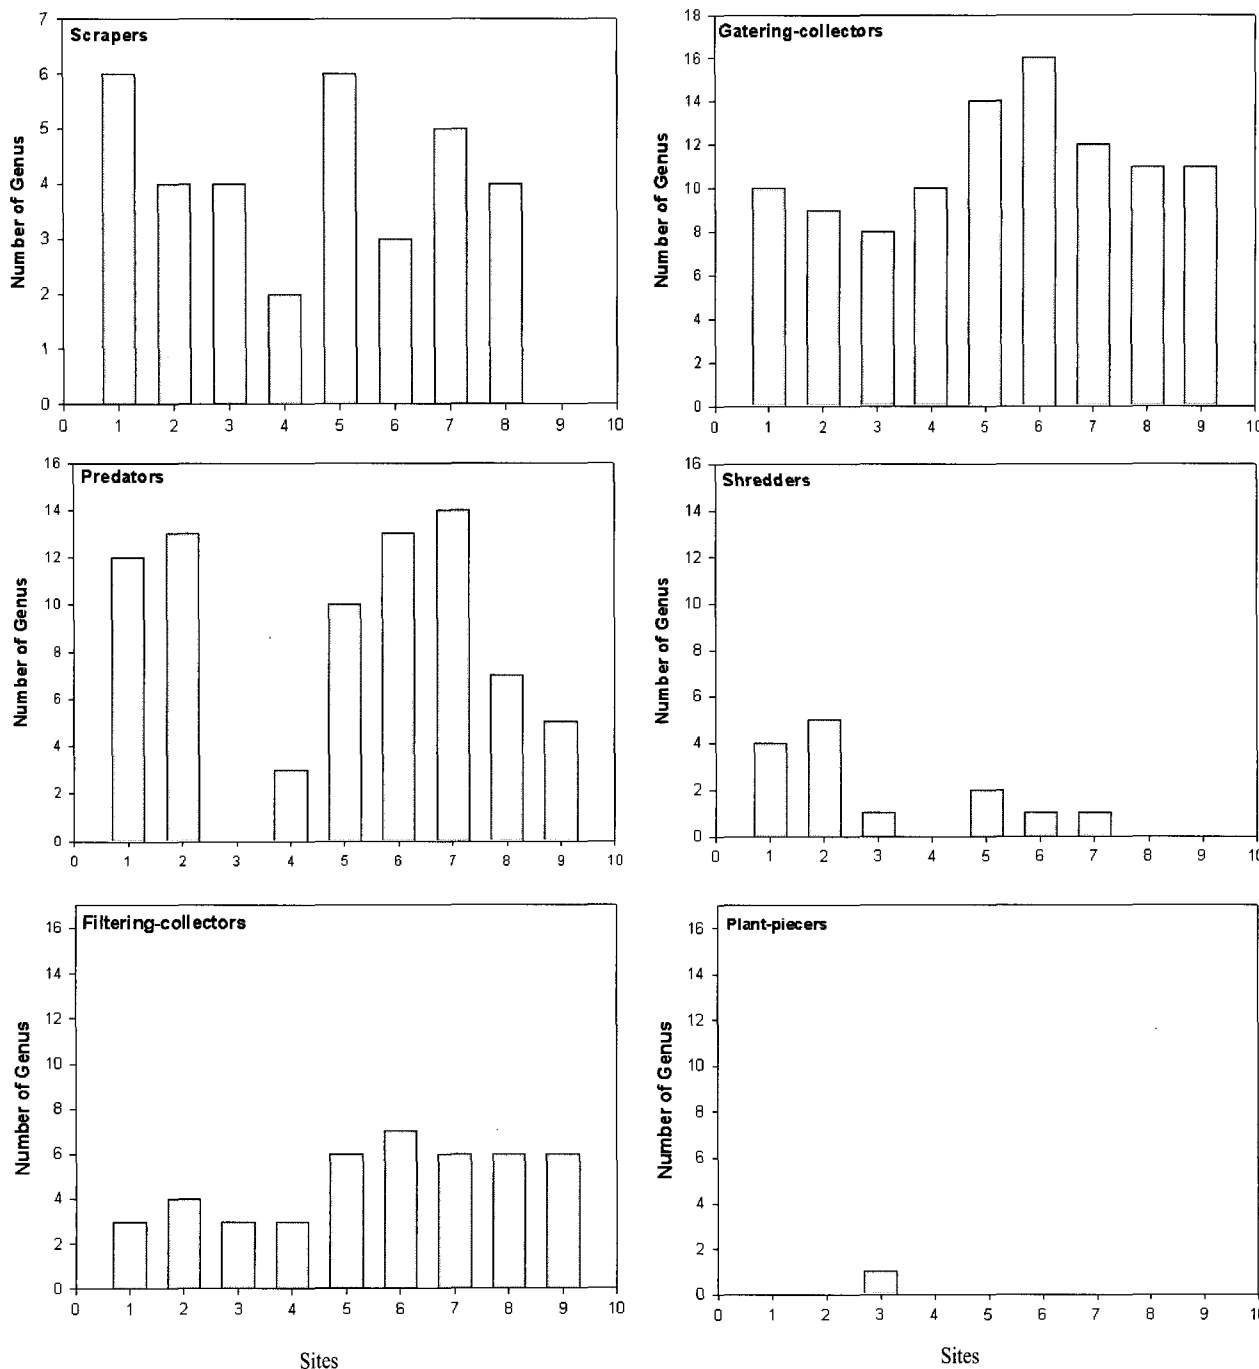 Scrapers
Number of Genus
7
6
5
4
3
2
1
0
0 1 2 3 4 5 6 7 8 9 10
Gatering-collectors
Number of Genus
18
16
14
12
10
8
6
4
2
0
0 1 2 3 4 5 6 7 8 9 10
Predators
Number of Genus
16
14
12
10
8
6
4
2
0
0 1 2 3 4 5 6 7 8 9 10
Shredders
Number of Genus
16
14
12
10
8
6
4
2
0
0 1 2 3 4 5 6 7 8 9 10
Filtering-collectors
Number of Genus
16
14
12
10
8
6
4
2
0
0 1 2 3 4 5 6 7 8 9 10
Sites
Plant-piecers
Number of Genus
16
14
12
10
8
6
4
2
0
0 1 2 3 4 5 6 7 8 9 10
Sites